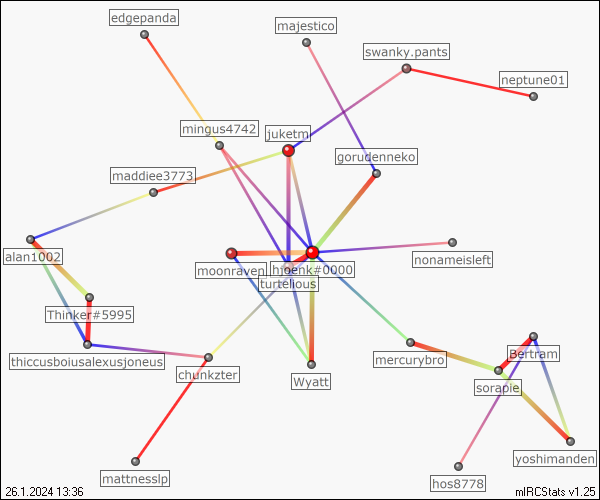 edgepanda
majestico
swanky.pants
neptune01
mingus4742
juketm
gorudenneko
maddiee3773
alan1002
nonameisleft
moonraven
hjoenk#0000
turtelious
Thinker#5995
thiccusboiusalexusjoneus
chunkzter
Wyatt
mercurybro
Bertram
sorapie
yoshimanden
mattnesslp
hos8778
26.1.2024 13:36
mIRCStats v1.25